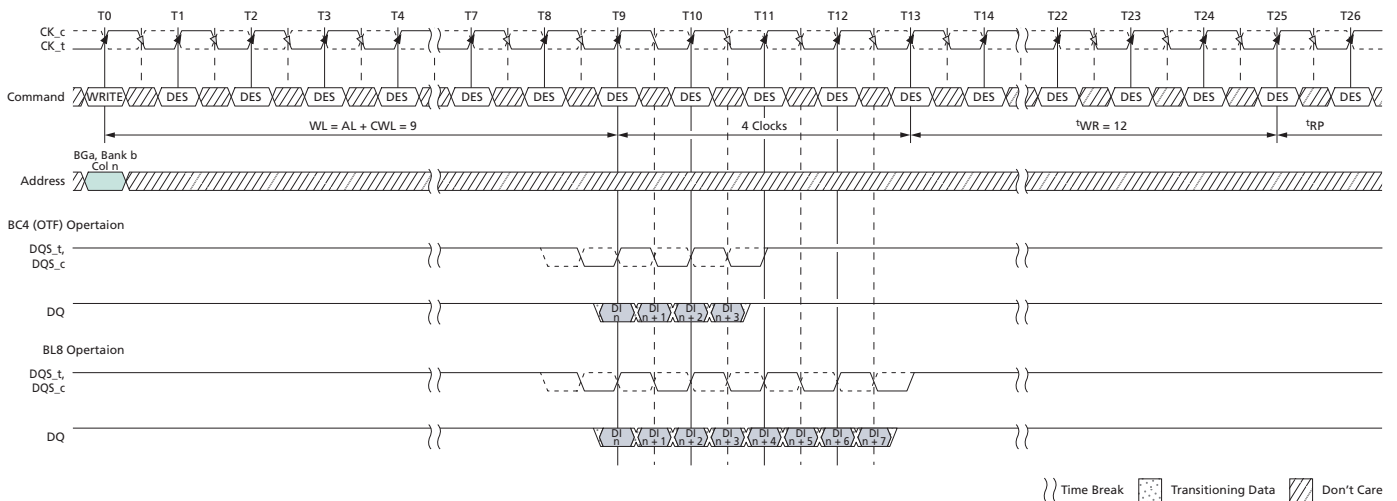 T0 T1 T2 T3 T4 T7 T8 T9 T10 T11 T12 T13 T14 T22 T23 T24 T25 T26
CK_c
CK_t
Command WRITE DES DES DES DES DES DES DES DES DES DES DES DES DES DES DES DES DES
WL = AL + CWL = 9 4 Clocks tWR = 12 tRP
BGa, Bank b
Col n
Address
BC4 (OTF) Opertaion
DQS_t,
DQS_c
DQ DI n DI n + 1 DI n + 2 DI n + 3
BL8 Opertaion
DQS_t,
DQS_c
DQ DI n DI n + 1 DI n + 2 DI n + 3 DI n + 4 DI n + 5 DI n + 6 DI n + 7
Time Break Transitioning Data Don't Care